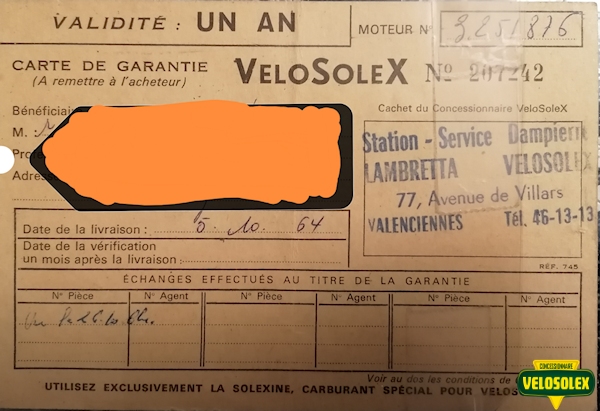 VALIDITÉ : UN AN
MOTEUR N° 3251876
CARTE DE GARANTIE
(A remettre à l'acheteur)
VELOSOLEX N° 207242
Bénéficiai
M.
Prof
Adres
Cachet du Concessionnaire VELOSOLEX
Station - Service Dampierre
LAMBRETTA VELOSOLEX
77, Avenue de Villars
VALENCIENNES Tél. 46-13-13
Date de la livraison : 5. 10. 64
Date de la vérification
un mois après la livraison :
RÉF. 745
ÉCHANGES EFFECTUÉS AU TITRE DE LA GARANTIE
N° Pièce N° Agent N° Pièce N° Agent N° Pièce N° Agent
Voir au dos les conditions de
UTILISEZ EXCLUSIVEMENT LA SOLEXINE, CARBURANT SPÉCIAL POUR VELOS
CONCESSIONNAIRE
VELOSOLEX